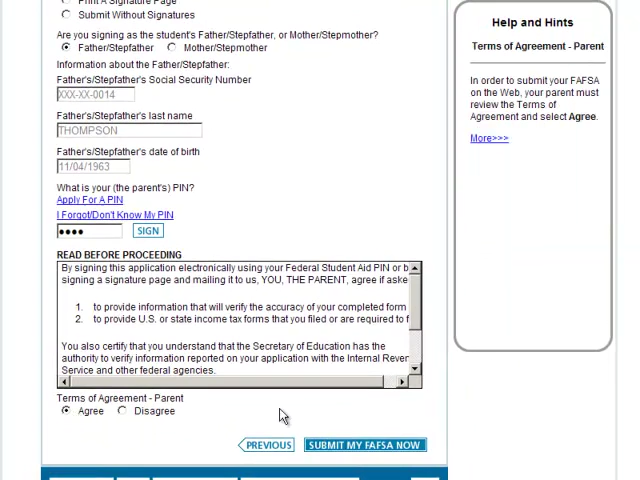 Print A Signature Page
Submit Without Signatures
Are you signing as the student's Father/Stepfather, or Mother/Stepmother?
Father/Stepfather Mother/Stepmother
Information about the Father/Stepfather:
Father's/Stepfather's Social Security Number
XXX-XX-0014
Father's/Stepfather's last name
THOMPSON
Father's/Stepfather's date of birth
11/04/1963
What is your (the parent's) PIN?
Apply For A PIN
I Forgot/Don't Know My PIN
●●●● SIGN
READ BEFORE PROCEEDING
By signing this application electronically using your Federal Student Aid PIN or b
signing a signature page and mailing it to us, YOU, THE PARENT, agree if aske
1. to provide information that will verify the accuracy of your completed form
2. to provide U.S. or state income tax forms that you filed or are required to f
You also certify that you understand that the Secretary of Education has the
authority to verify information reported on your application with the Internal Rever
Service and other federal agencies.
Terms of Agreement - Parent
Agree Disagree
PREVIOUS SUBMIT MY FAFSA NOW
Help and Hints
Terms of Agreement - Parent
In order to submit your FAFSA
on the Web, your parent must
review the Terms of
Agreement and select Agree.
More>>>